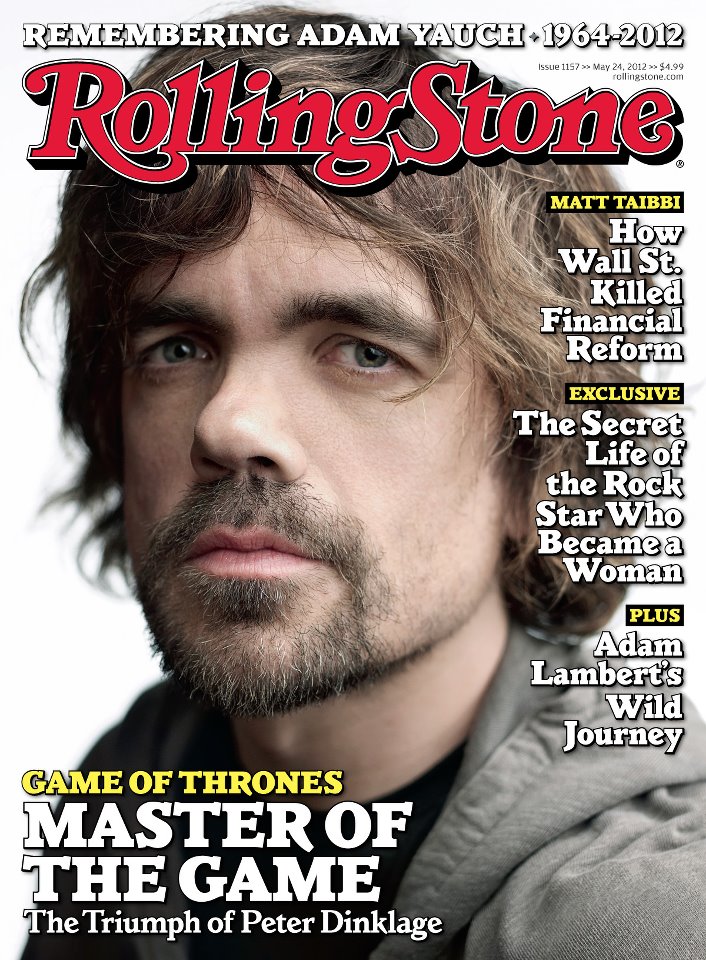 REMEMBERING ADAM YAUCH ✦ 1964-2012
Issue 1157 >> May 24, 2012 >> $4.99
rollingstone.com
RollingStone®
MATT TAIBBI
How
Wall St.
Killed
Financial
Reform
EXCLUSIVE
The Secret
Life of
the Rock
Star Who
Became a
Woman
PLUS
Adam
Lambert's
Wild
Journey
GAME OF THRONES
MASTER OF
THE GAME
The Triumph of Peter Dinklage